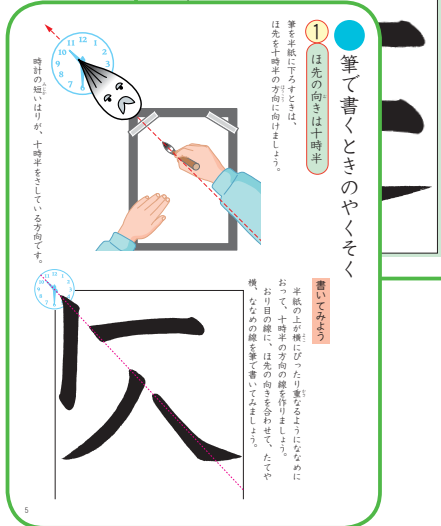 筆で書くときのやくそく
1
ほ先の向きは十時半
筆を半紙に下ろすときは、
ほ先を十時半の方向に向けましょう。
時計の短いはりが、十時半をさしている方向です。
書いてみよう
半紙の上が横にぴったり重なるようにななめに
おって、十時半の方向の線を作りましょう。
おり目の線に、ほ先の向きを合わせて、たてや
横、ななめの線を筆で書いてみましょう。
5